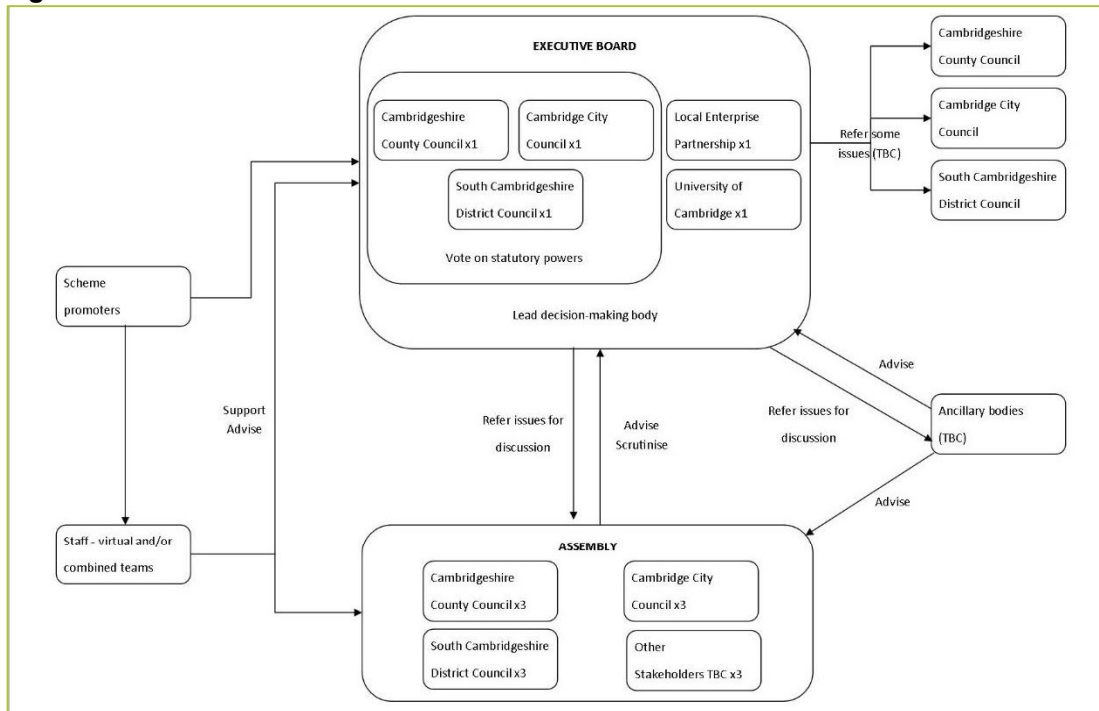 EXECUTIVE BOARD
Cambridgeshire
County Council x1
Cambridge City
Council x1
Local Enterprise
Partnership x1
South Cambridgeshire
District Council x1
University of
Cambridge x1
Vote on statutory powers
Lead decision-making body
Refer some
issues (TBC)
Cambridgeshire
County Council
Cambridge City
Council
South Cambridgeshire
District Council
Scheme
promoters
Support
Advise
Refer issues for
discussion
Advise
Scrutinise
Refer issues for
discussion
Advise
Ancillary bodies
(TBC)
Advise
Staff - virtual and/or
combined teams
ASSEMBLY
Cambridgeshire
County Council x3
Cambridge City
Council x3
South Cambridgeshire
District Council x3
Other
Stakeholders TBC x3